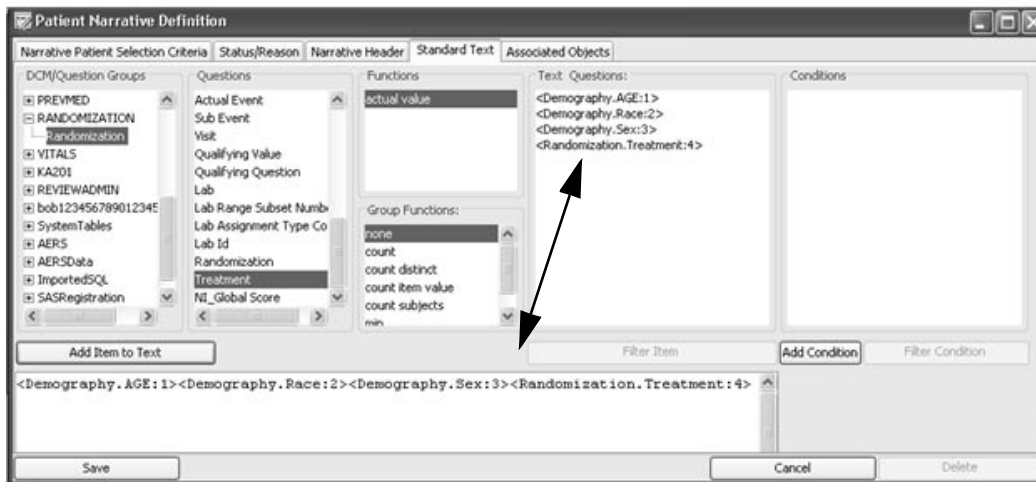 Patient Narrative Definition
Narrative Patient Selection Criteria Status/Reason Narrative Header Standard Text Associated Objects
DCM/Question Groups
PREVMED
RANDOMIZATION
Randomization
VITALS
KA201
REVIEWADMIN
bob123456789012345
SystemTables
AERS
AERSData
ImportedSQL
SASRegistration
Questions
Actual Event
Sub Event
Visit
Qualifying Value
Qualifying Question
Lab
Lab Range Subset Numb
Lab Assignment Type Co
Lab Id
Randomization
Treatment
NI_Global Score
Functions
actual value
Group Functions:
none
count
count distinct
count item value
count subjects
min
Text Questions:
<Demography.AGE:1>
<Demography.Race:2>
<Demography.Sex:3>
<Randomization.Treatment:4>
Conditions
Add Item to Text Filter Item Add Condition Filter Condition
<Demography.AGE:1><Demography.Race:2><Demography.Sex:3><Randomization.Treatment:4>
Save Cancel Delete